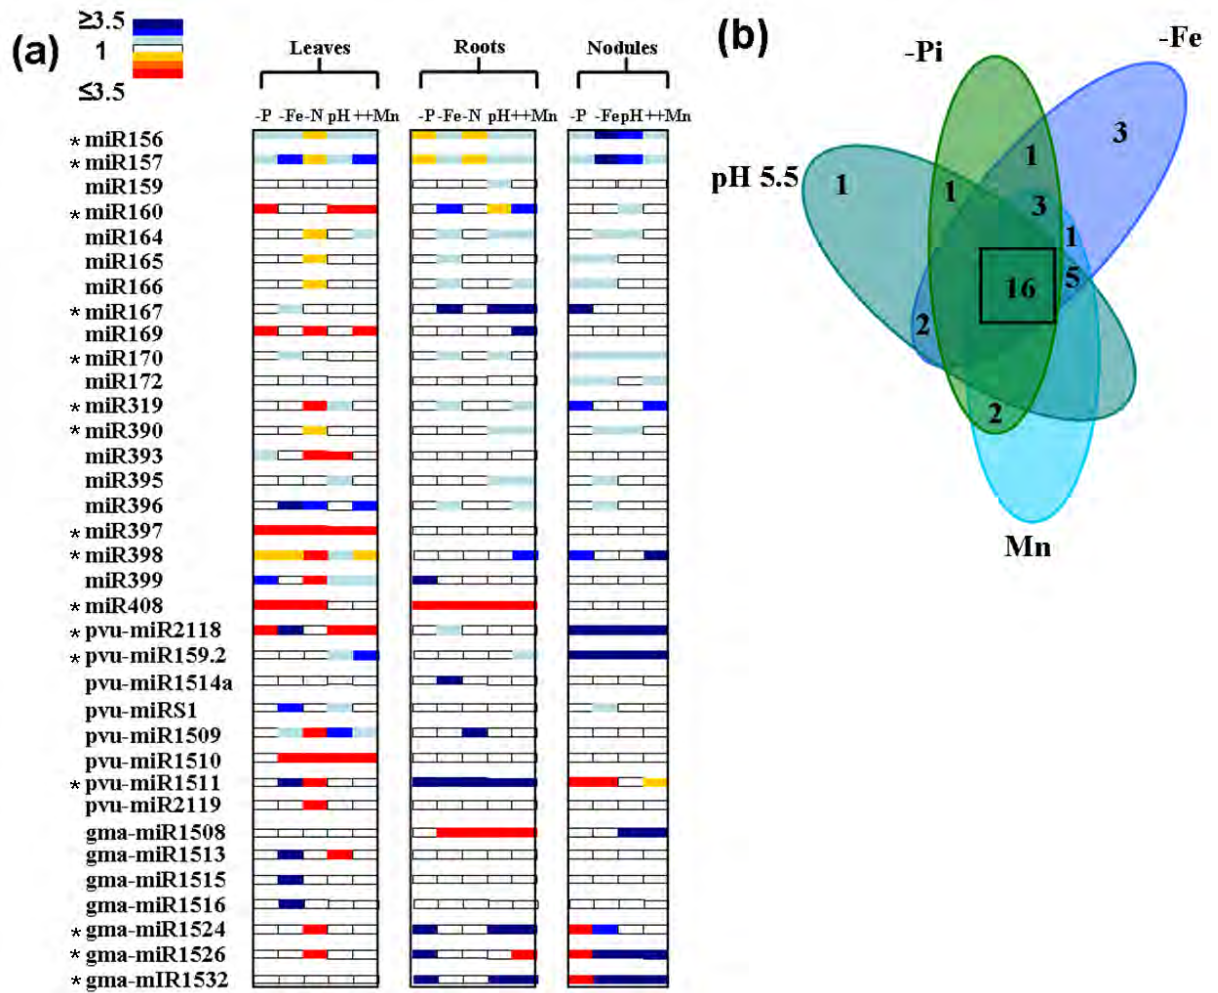 (a)
≥3.5
1
≤3.5
Leaves
Roots
Nodules
-P -Fe-N pH ++Mn
-P -Fe-N pH++Mn
-P -FepH++Mn
* miR156
* miR157
miR159
* miR160
miR164
miR165
miR166
* miR167
miR169
* miR170
miR172
* miR319
* miR390
miR393
miR395
miR396
* miR397
* miR398
miR399
* miR408
* pvu-miR2118
* pvu-miR159.2
pvu-miR1514a
pvu-miRS1
pvu-miR1509
pvu-miR1510
* pvu-miR1511
pvu-miR2119
gma-miR1508
gma-miR1513
gma-miR1515
gma-miR1516
* gma-miR1524
* gma-miR1526
* gma-mIR1532
(b)
-Pi
-Fe
pH 5.5
Mn
3
1
1
1
3
1
5
16
2
2